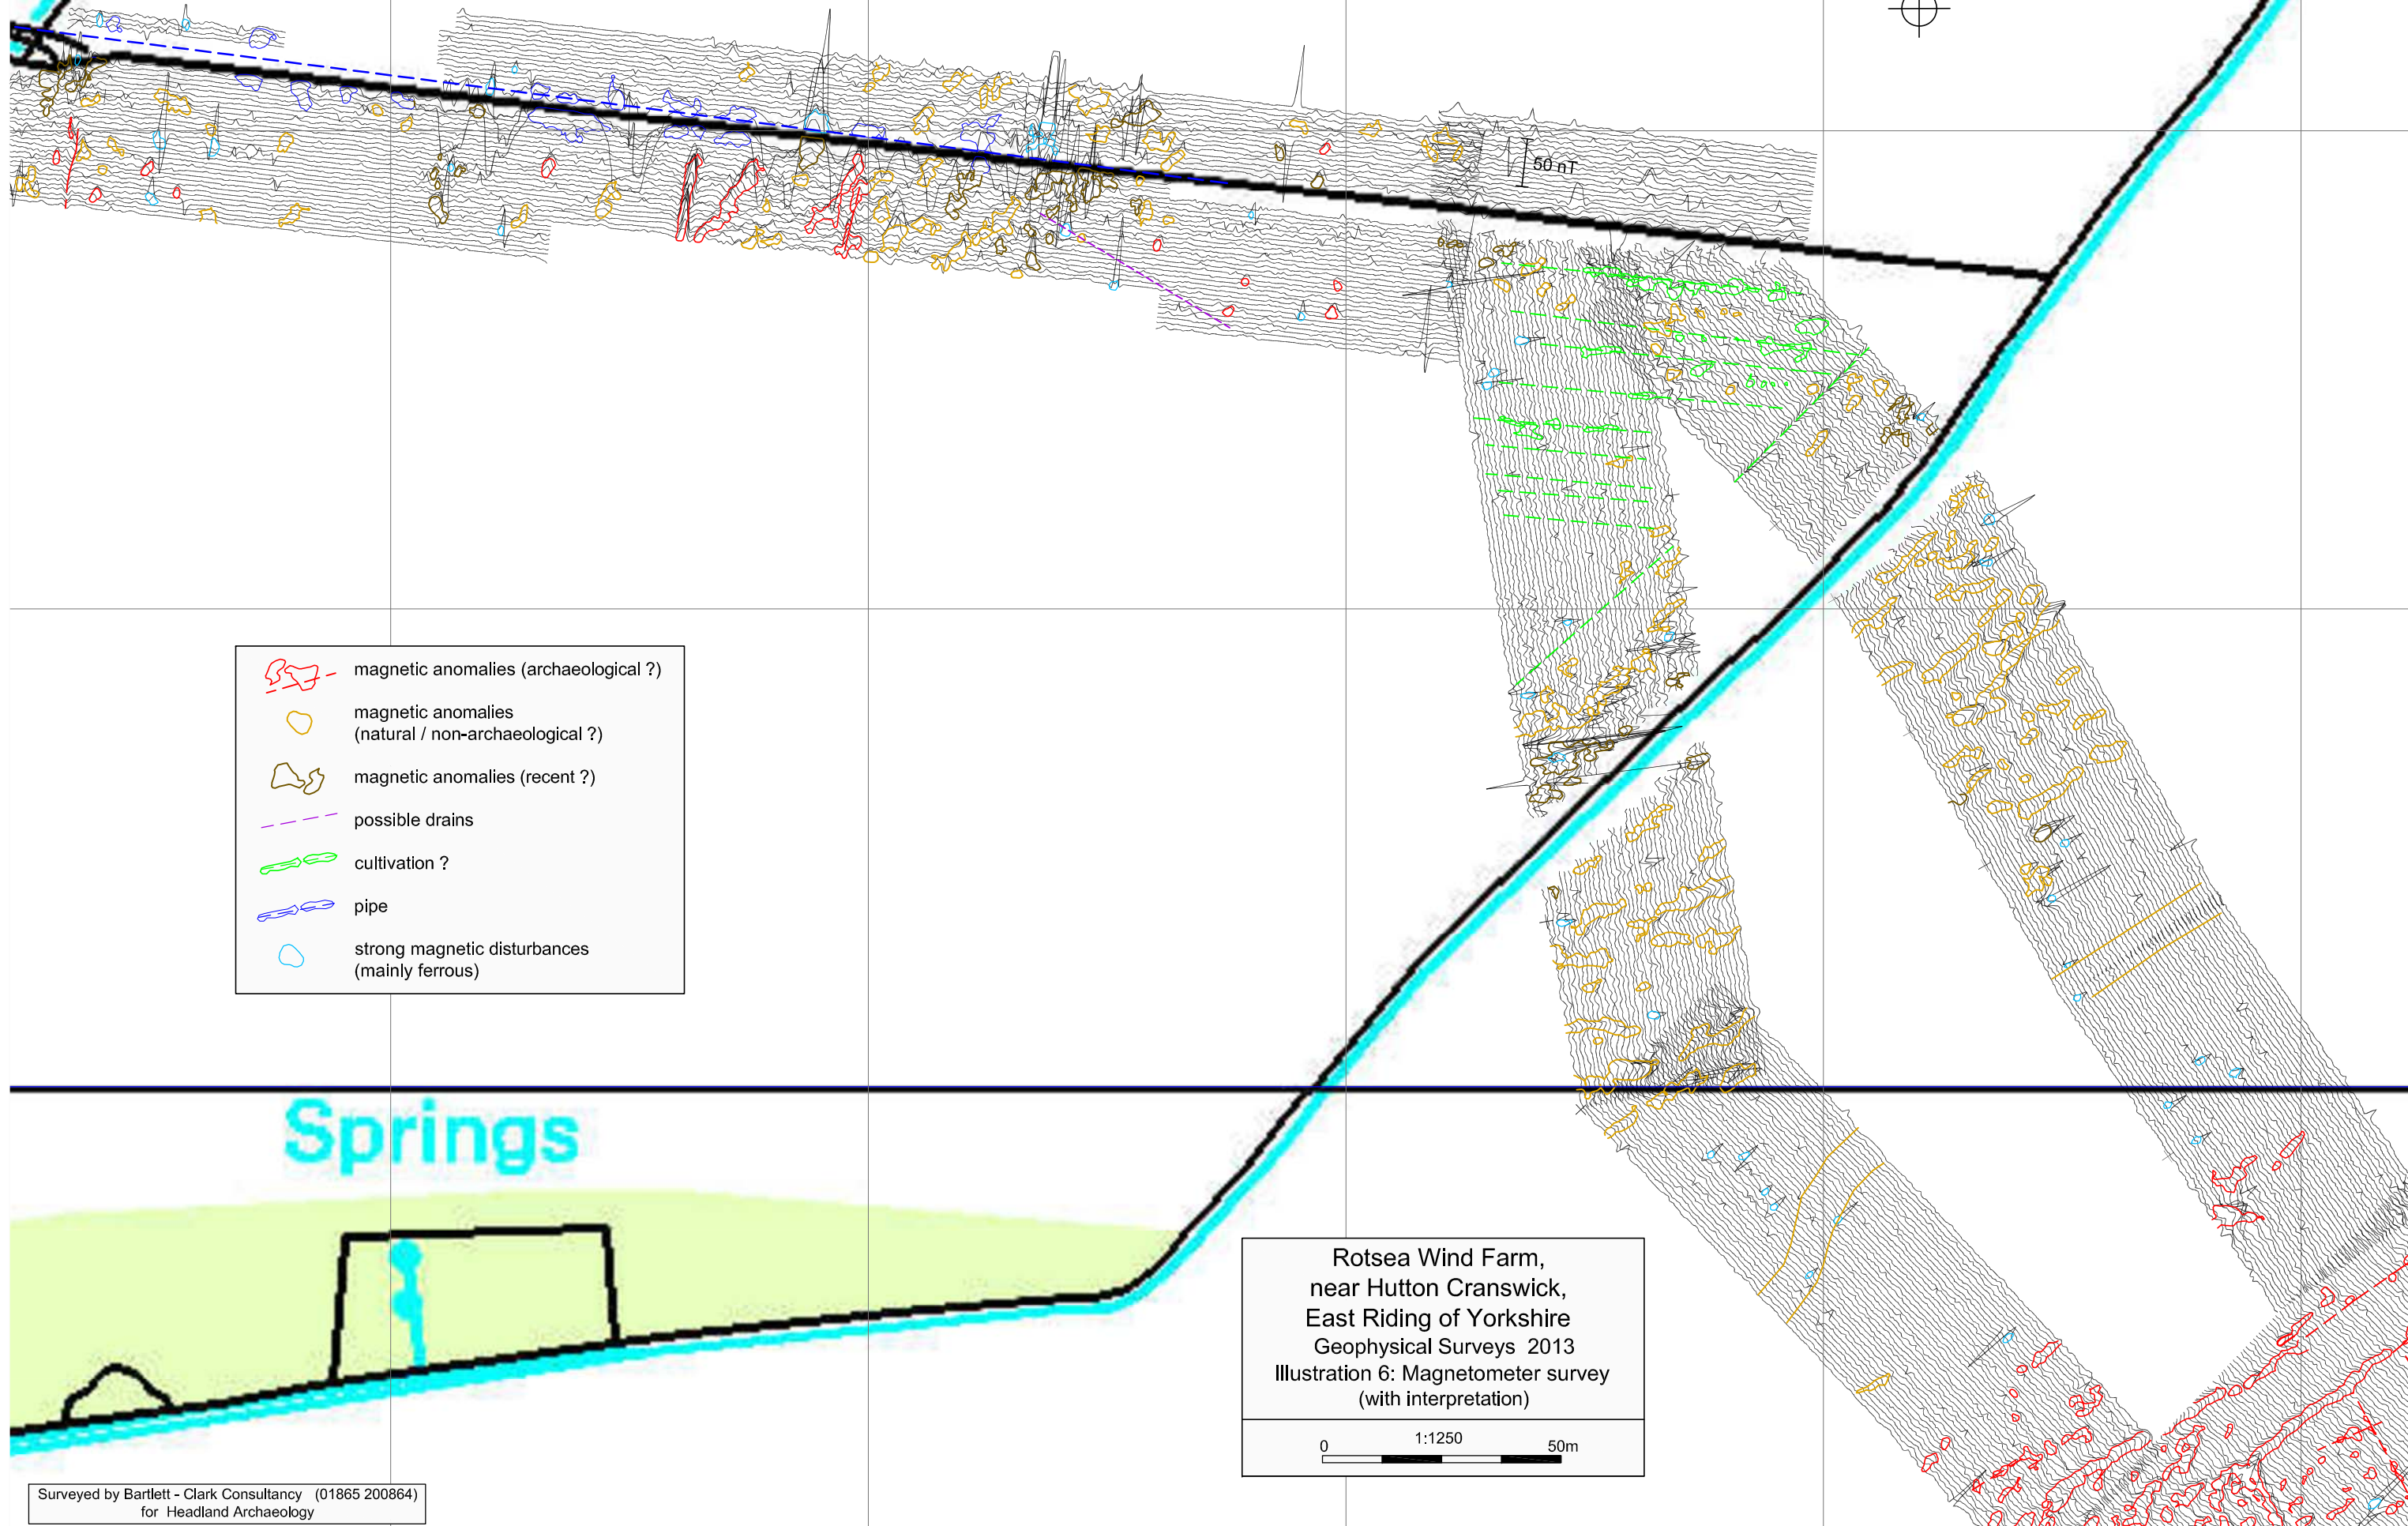 50 nT
magnetic anomalies (archaeological ?)
magnetic anomalies
(natural / non-archaeological ?)
magnetic anomalies (recent ?)
possible drains
cultivation ?
pipe
strong magnetic disturbances
(mainly ferrous)
Springs
Rotsea Wind Farm,
near Hutton Cranswick,
East Riding of Yorkshire
Geophysical Surveys 2013
Illustration 6: Magnetometer survey
(with interpretation)
1:1250
0 50m
Surveyed by Bartlett - Clark Consultancy (01865 200864)
for Headland Archaeology